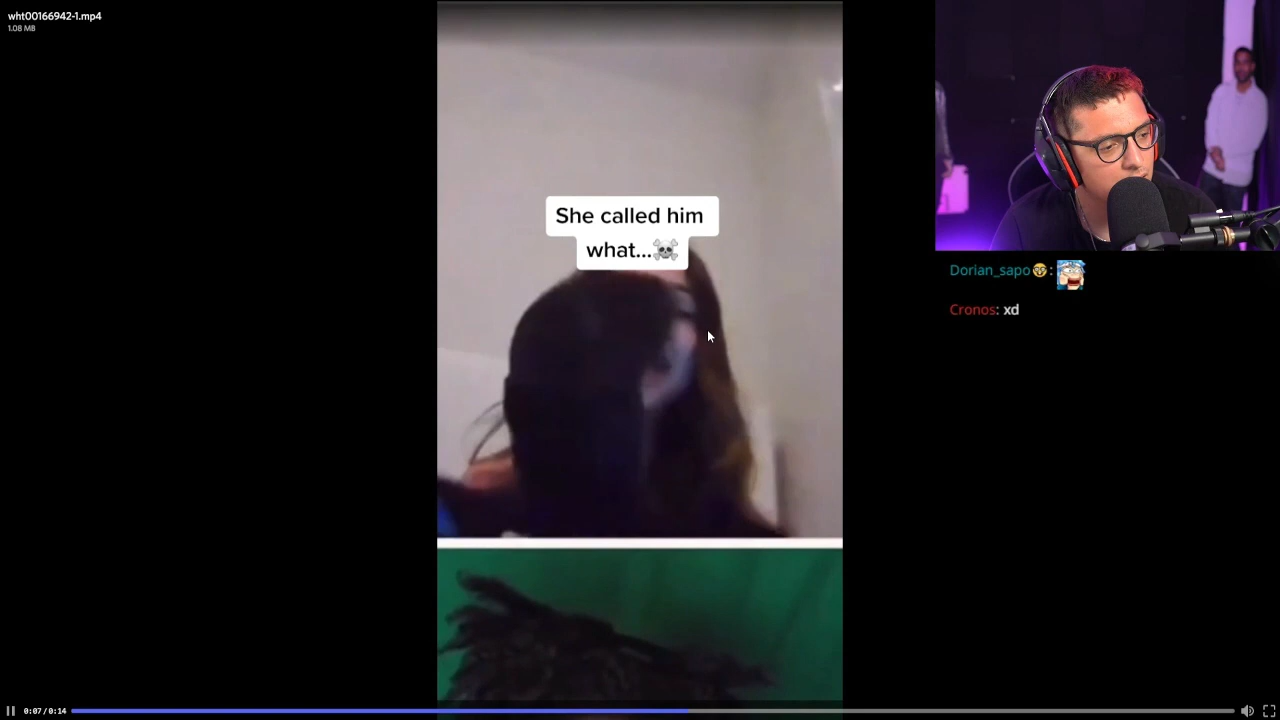 wht00166942-1.mp4
1.08 MB
She called him
what...☠️
Dorian_sapo🤓:
Cronos: xd
0:07/0:14